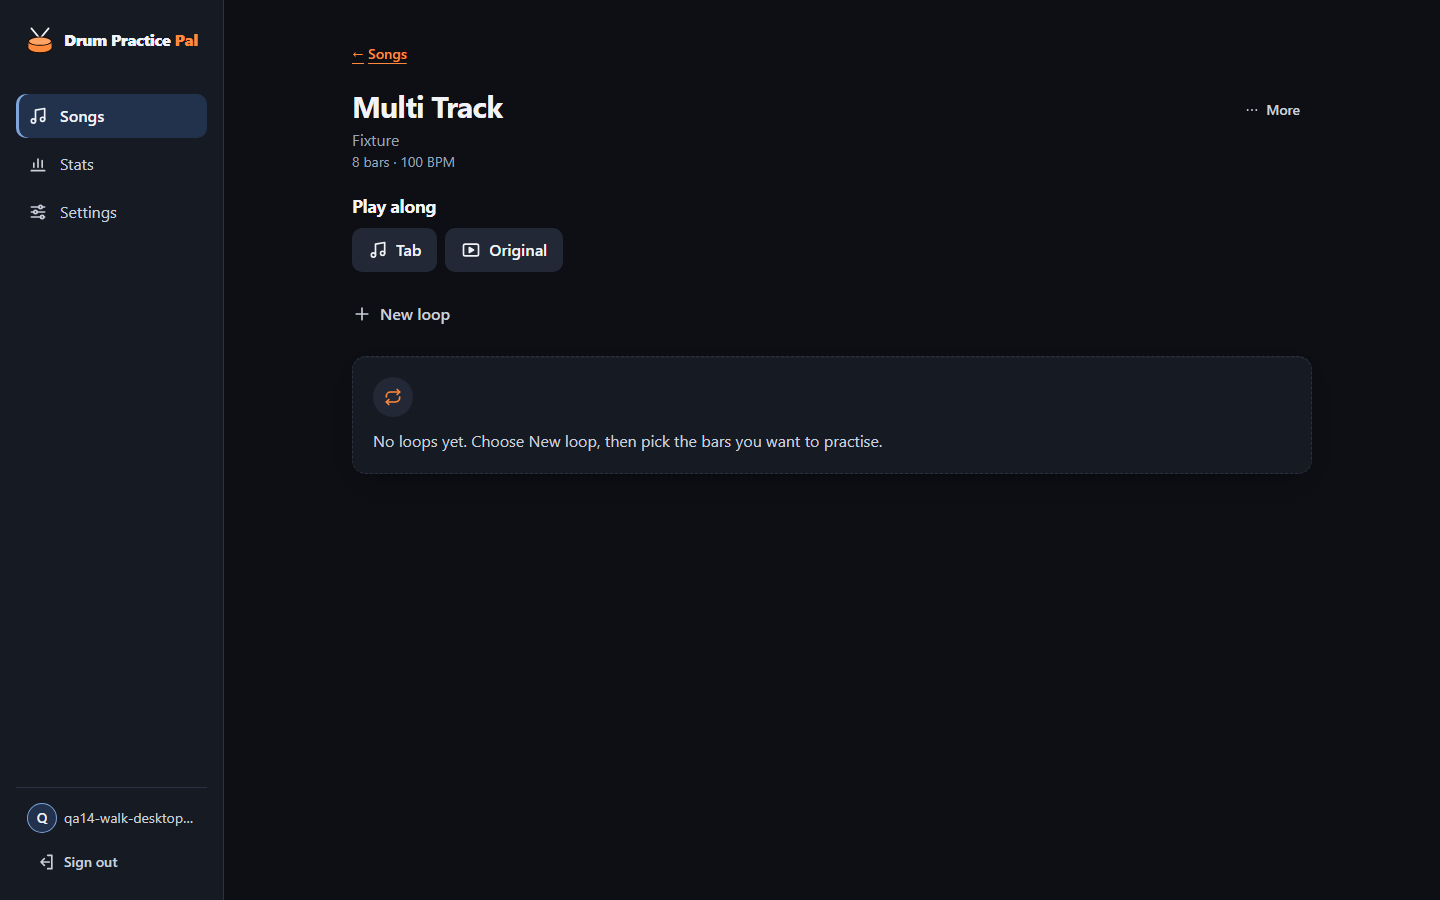 Drum Practice Pal
Songs
Stats
Settings
qa14-walk-desktop...
Sign out
← Songs
Multi Track
··· More
Fixture
8 bars · 100 BPM
Play along
Tab
Original
+ New loop
No loops yet. Choose New loop, then pick the bars you want to practise.
Q